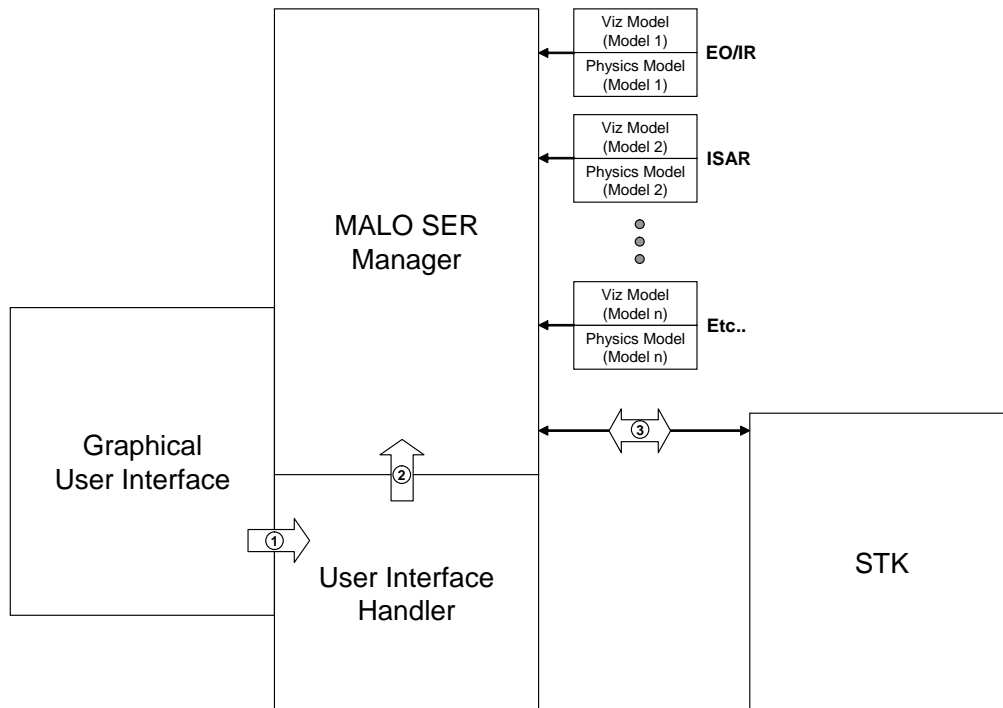 Viz Model
(Model 1)
Physics Model
(Model 1)
EO/IR
Viz Model
(Model 2)
Physics Model
(Model 2)
ISAR
MALO SER
Manager
Viz Model
(Model n)
Physics Model
(Model n)
Etc..
Graphical
User Interface
3
2
1
User Interface
Handler
STK